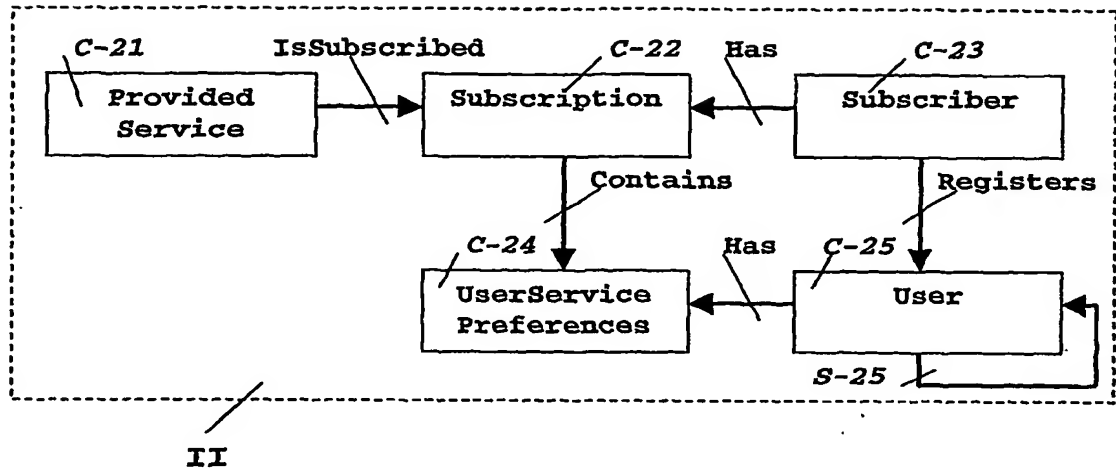 C-21
IsSubscribed
C-22
Has
C-23
Provided
Service
Subscription
Subscriber
Contains
Registers
C-24
Has
C-25
UserService
Preferences
User
S-25
II